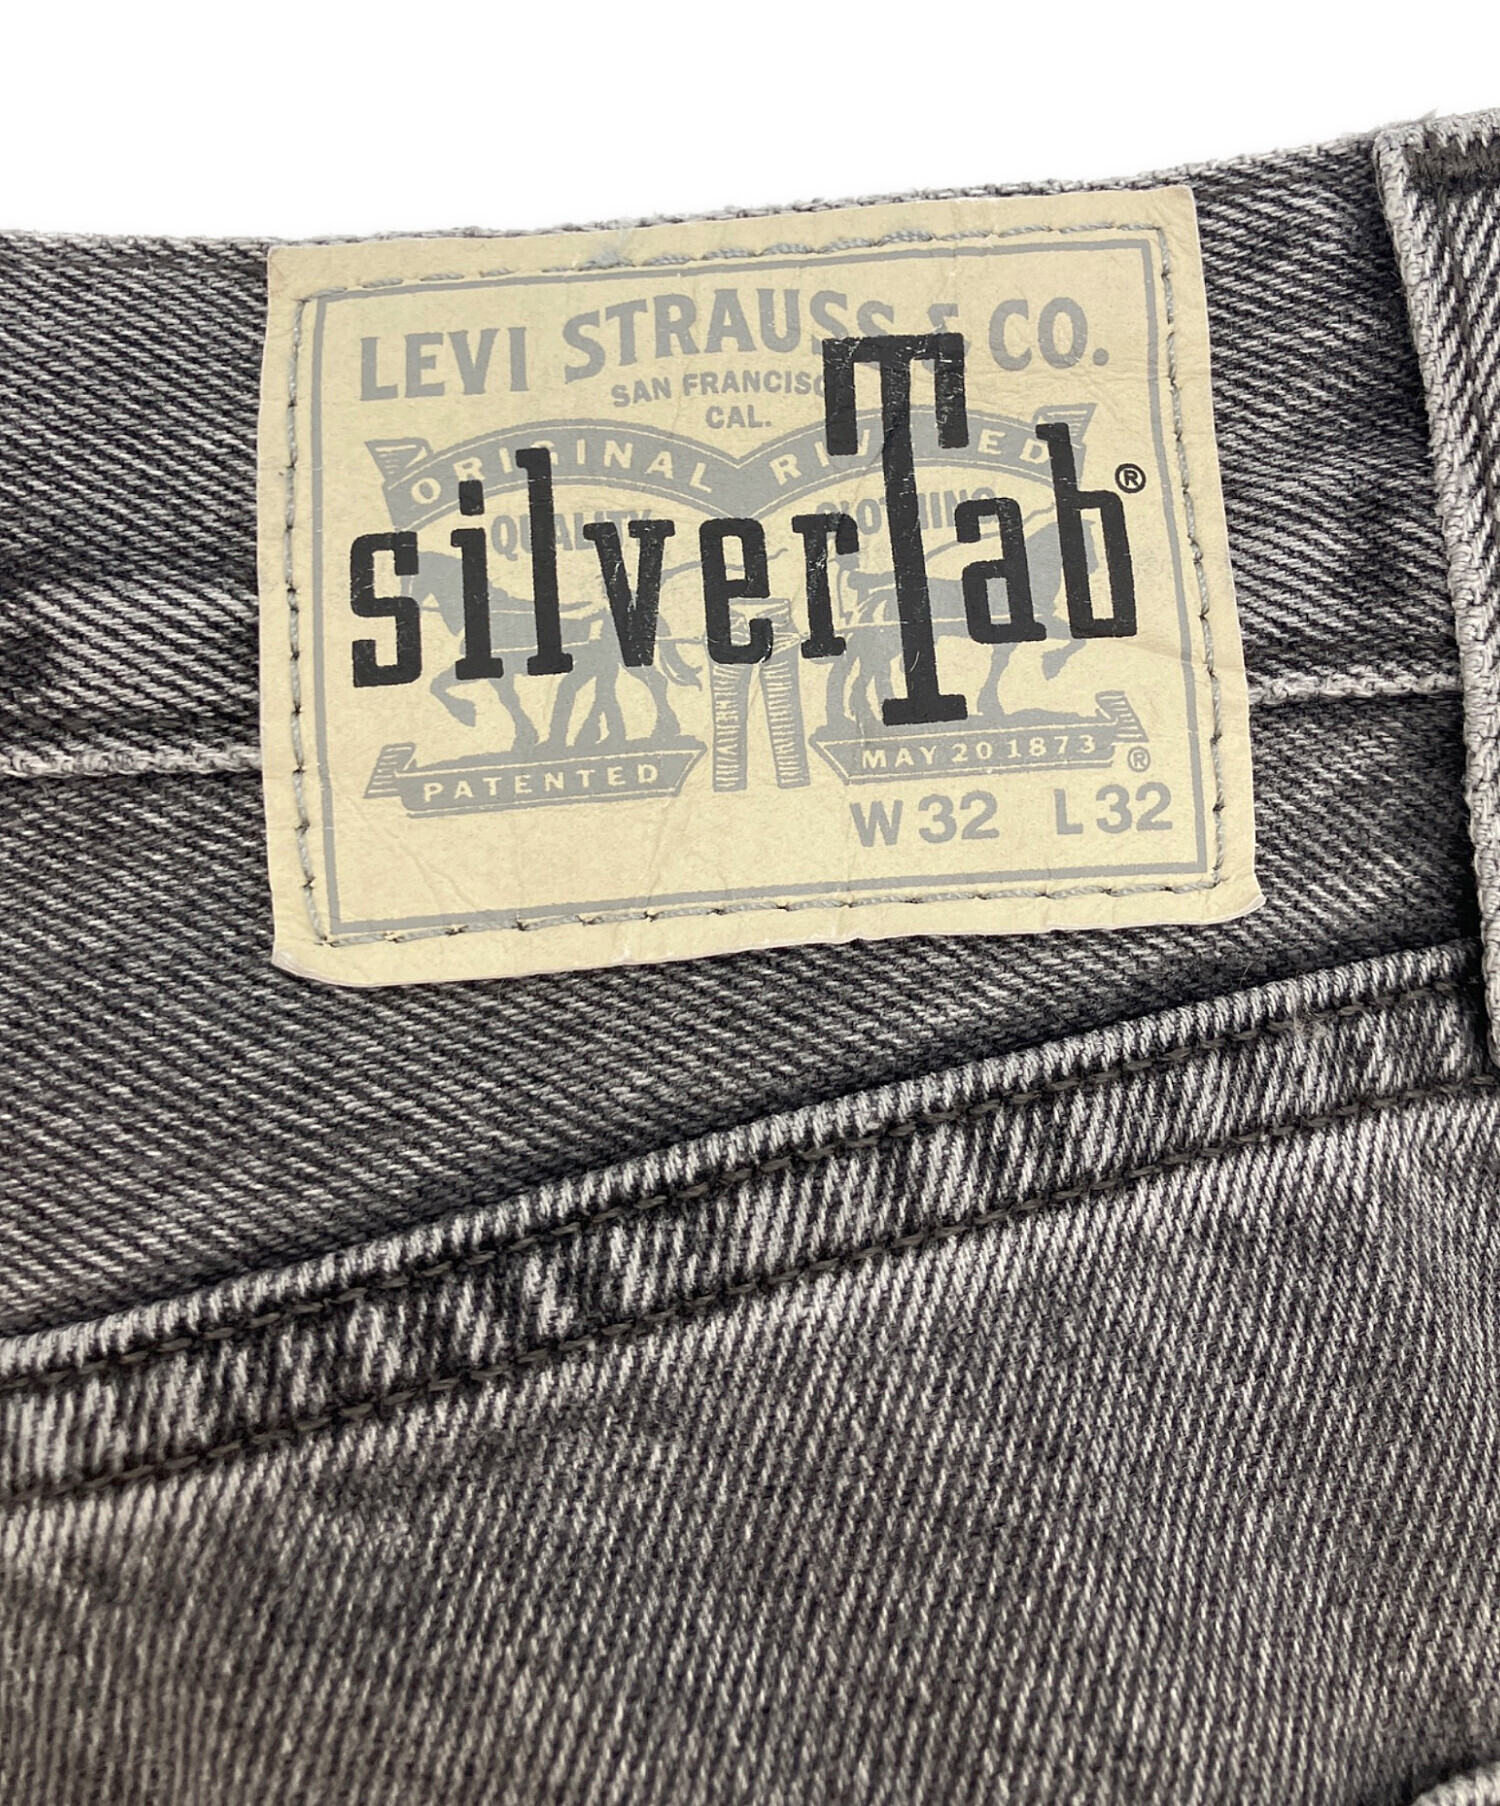 LEVI STRAUSS & CO.
SAN FRANCISCO
CAL.
ORIGINAL RIVETED
QUALITY CLOTHING
silverTab®
PATENTED MAY 20 1873 ®
W 32 L 32